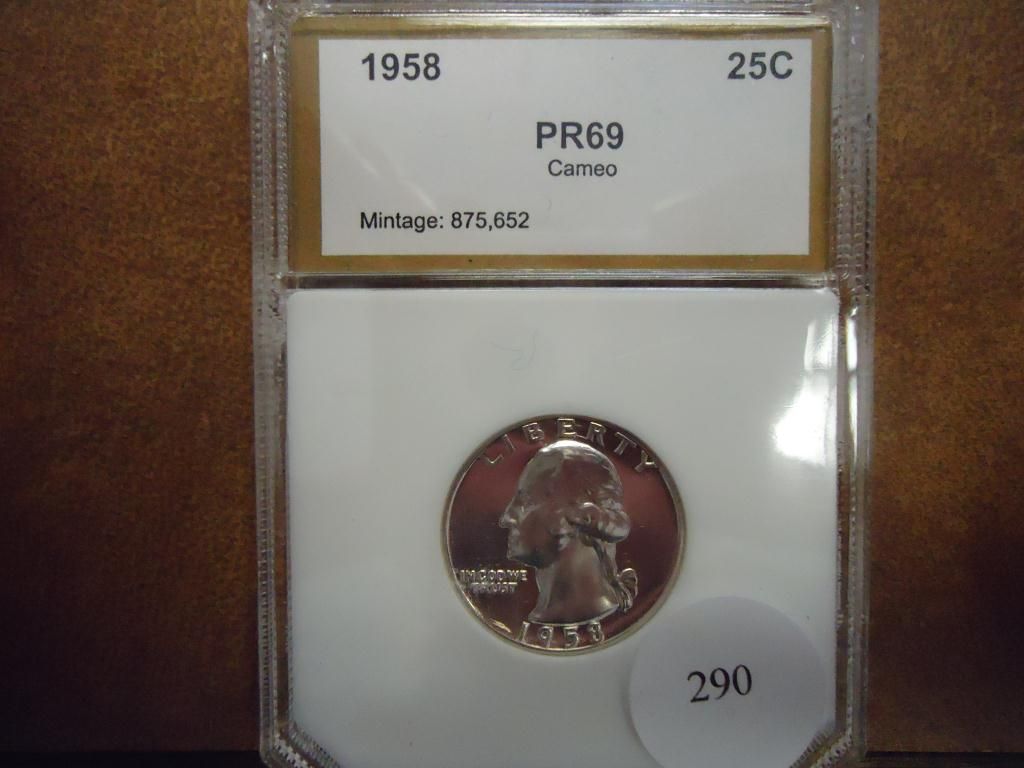 1958 25C
PR69
Cameo
Mintage: 875,652
LIBERTY
IN GOD WE
TRUST
1958
290